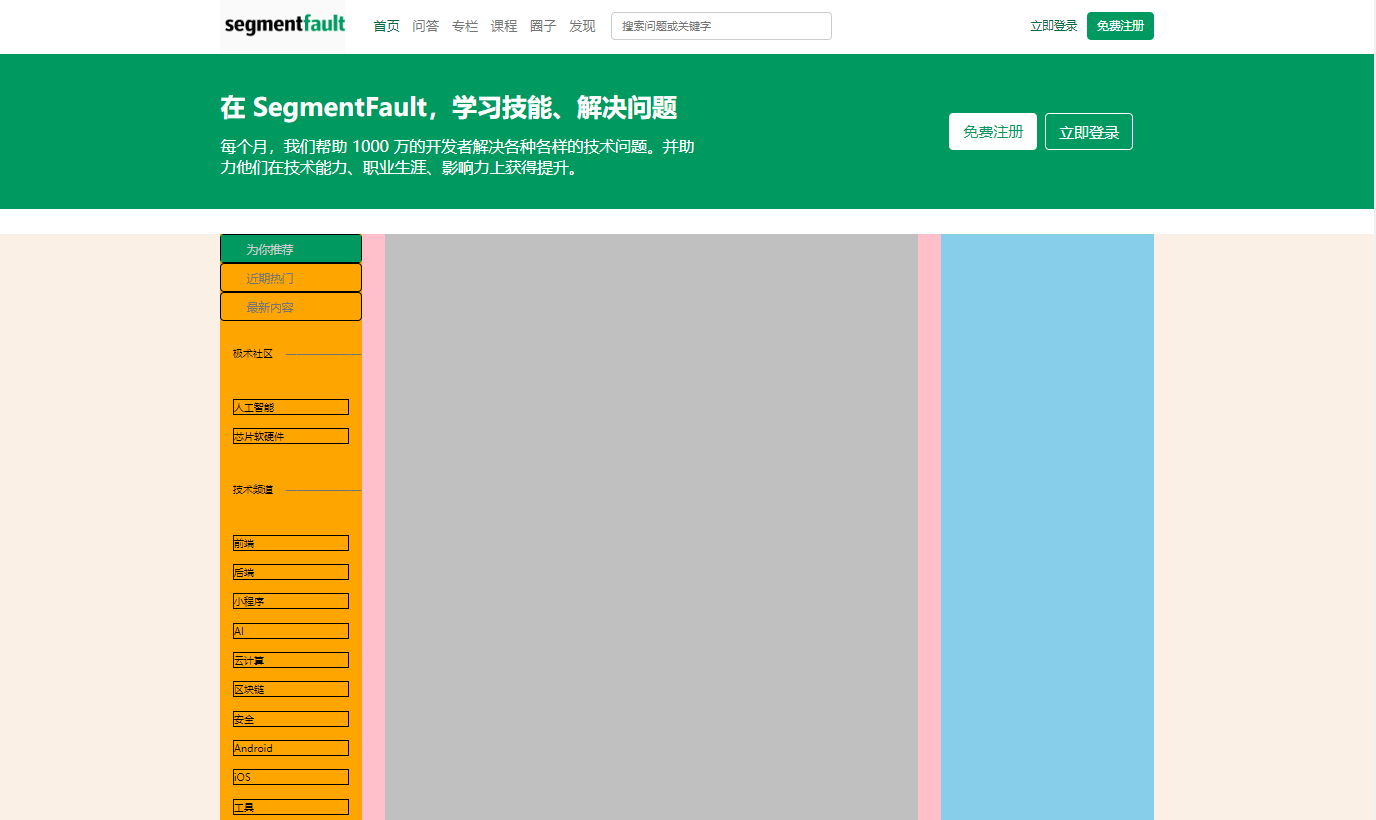 segmentfault
首页 问答 专栏 课程 圈子 发现 搜索问题或关键字 立即登录 免费注册
在 SegmentFault，学习技能、解决问题
每个月，我们帮助 1000 万的开发者解决各种各样的技术问题。并助
力他们在技术能力、职业生涯、影响力上获得提升。
免费注册 立即登录
为你推荐
近期热门
最新内容
极术社区
人工智能
芯片软硬件
技术频道
前端
后端
小程序
AI
云计算
区块链
安全
Android
iOS
工具